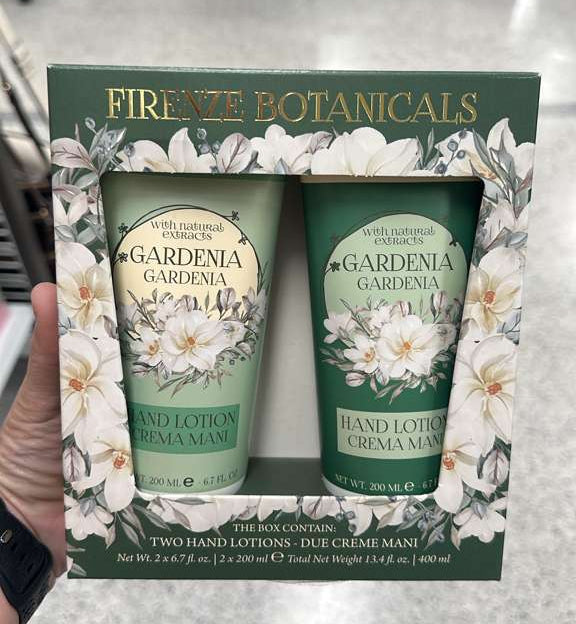 FIRENZE BOTANICALS
with natural
extracts
GARDENIA
GARDENIA
HAND LOTION
CREMA MANI
WT. 200 ML e · 6.7 FL O
with natural
extracts
GARDENIA
GARDENIA
HAND LOTION
CREMA MANI
NET WT. 200 ML e · 6.7
THE BOX CONTAIN:
TWO HAND LOTIONS - DUE CREME MANI
Net Wt. 2 x 6.7 fl. oz. | 2 x 200 ml e Total Net Weight 13.4 fl. oz. | 400 ml